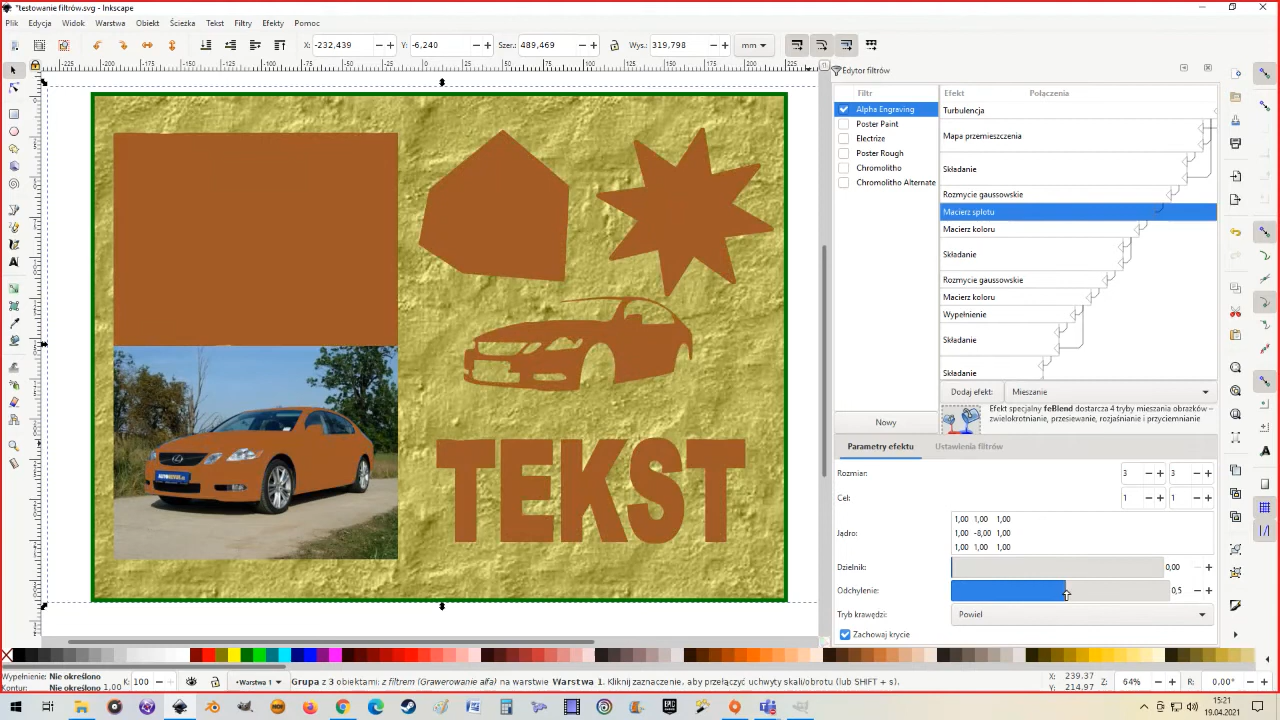 *testowanie filtrów.svg - Inkscape
Plik Edycja Widok Warstwa Obiekt Ścieżka Tekst Filtry Efekty Pomoc
X: -232,439 Y: -6,240 Szer.: 489,469 Wys.: 319,798 mm
Edytor filtrów
Filtr Efekt Połączenia
Alpha Engraving
Poster Paint
Electrize
Poster Rough
Chromolitho
Chromolitho Alternate
Turbulencja
Mapa przemieszczenia
Składanie
Rozmycie gaussowskie
Macierz splotu
Macierz koloru
Składanie
Rozmycie gaussowskie
Macierz koloru
Wypełnienie
Składanie
Składanie
Dodaj efekt: Mieszanie
Efekt specjalny feBlend dostarcza 4 tryby mieszania obrazków –
zwielokrotnianie, przesiewanie, rozjaśnianie i przyciemnianie
Nowy
Parametry efektu Ustawienia filtrów
Rozmiar: 3 3
Cel: 1 1
Jądro:
1,00 1,00 1,00
1,00 -8,00 1,00
1,00 1,00 1,00
Dzielnik: 0,00
Odchylenie: 0,5
Tryb krawędzi: Powiel
Zachowaj krycie
TEKST
Wypełnienie: Nie określono
Kontur: Nie określono 1,00
K: 100
•Warstwa 1
Grupa z 3 obiektami; z filtrem (Grawerowanie alfa) na warstwie Warstwa 1. Kliknij zaznaczenie, aby przełączyć uchwyty skali/obrotu (lub SHIFT + s).
X: 239.37
Y: 214.97
Z: 64% R: 0,00°
15:21
19.04.2021